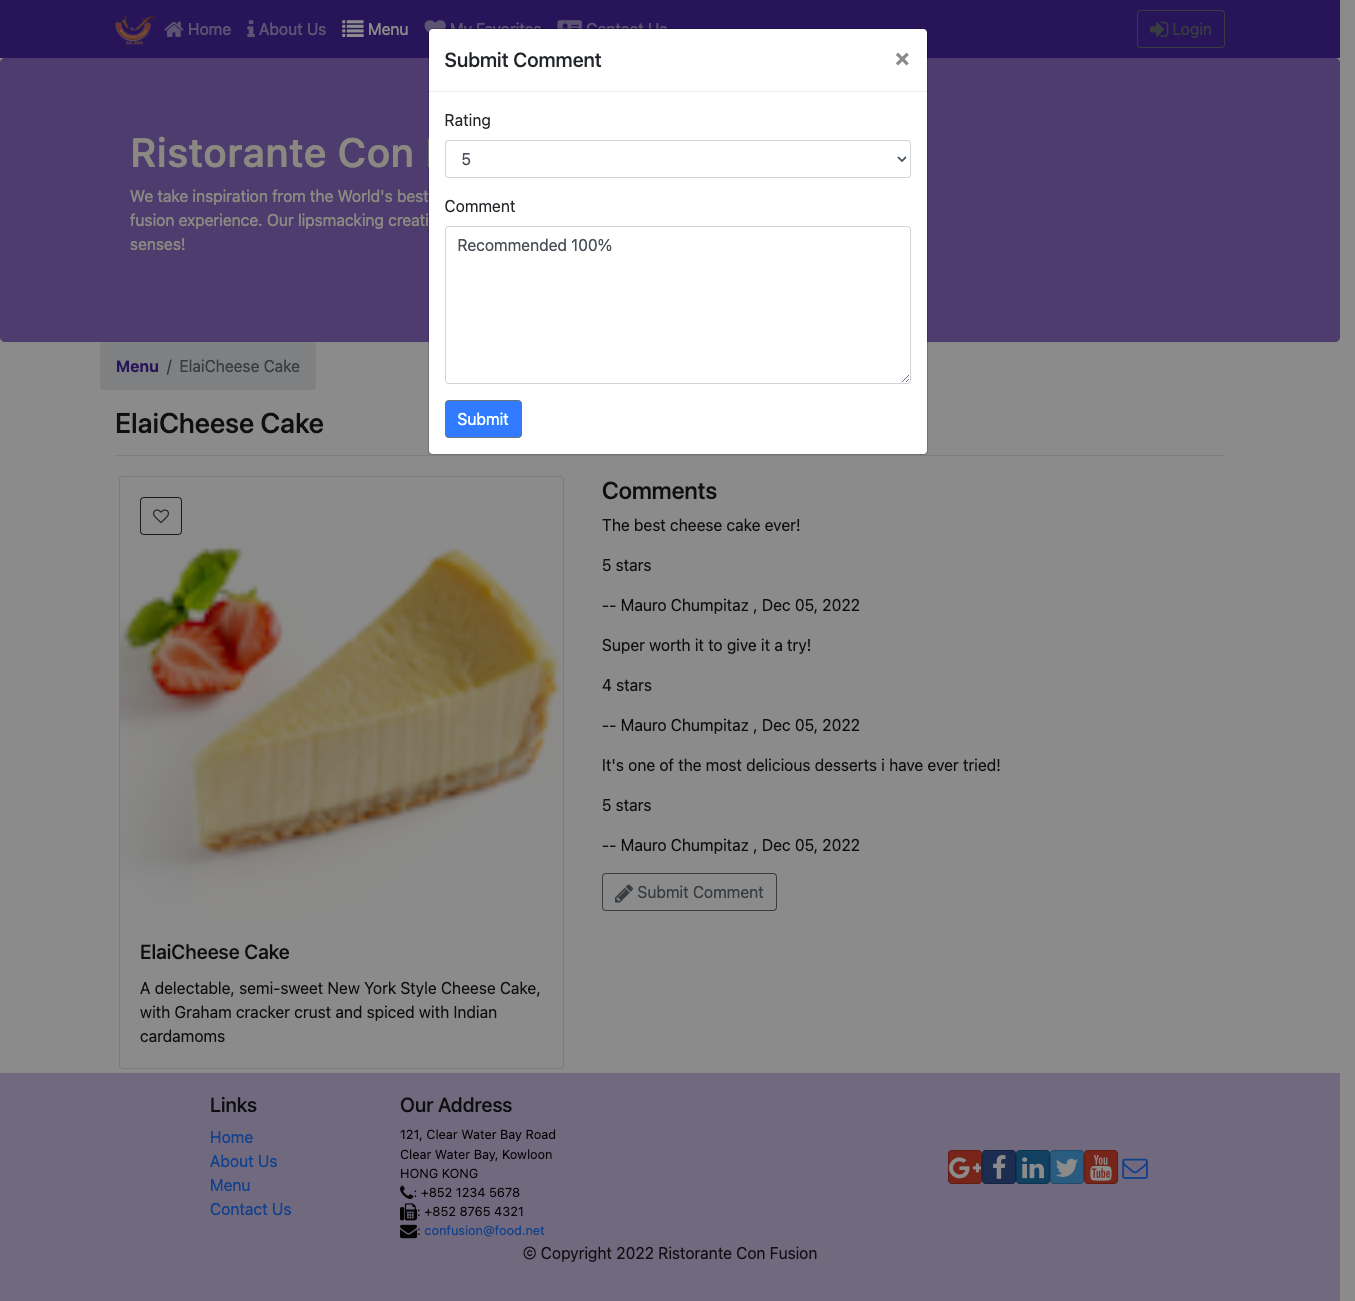 Home
About Us
Menu
My Favorites
Contact Us
Login
Submit Comment
×
Rating
5
Comment
Recommended 100%
Submit
Ristorante Con
We take inspiration from the World's best
fusion experience. Our lipsmacking creati
senses!
Menu / ElaiCheese Cake
ElaiCheese Cake
ElaiCheese Cake
A delectable, semi-sweet New York Style Cheese Cake,
with Graham cracker crust and spiced with Indian
cardamoms
Comments
The best cheese cake ever!
5 stars
-- Mauro Chumpitaz , Dec 05, 2022
Super worth it to give it a try!
4 stars
-- Mauro Chumpitaz , Dec 05, 2022
It's one of the most delicious desserts i have ever tried!
5 stars
-- Mauro Chumpitaz , Dec 05, 2022
Submit Comment
Links
Home
About Us
Menu
Contact Us
Our Address
121, Clear Water Bay Road
Clear Water Bay, Kowloon
HONG KONG
: +852 1234 5678
: +852 8765 4321
: confusion@food.net
G+
f
in
You
Tube
© Copyright 2022 Ristorante Con Fusion